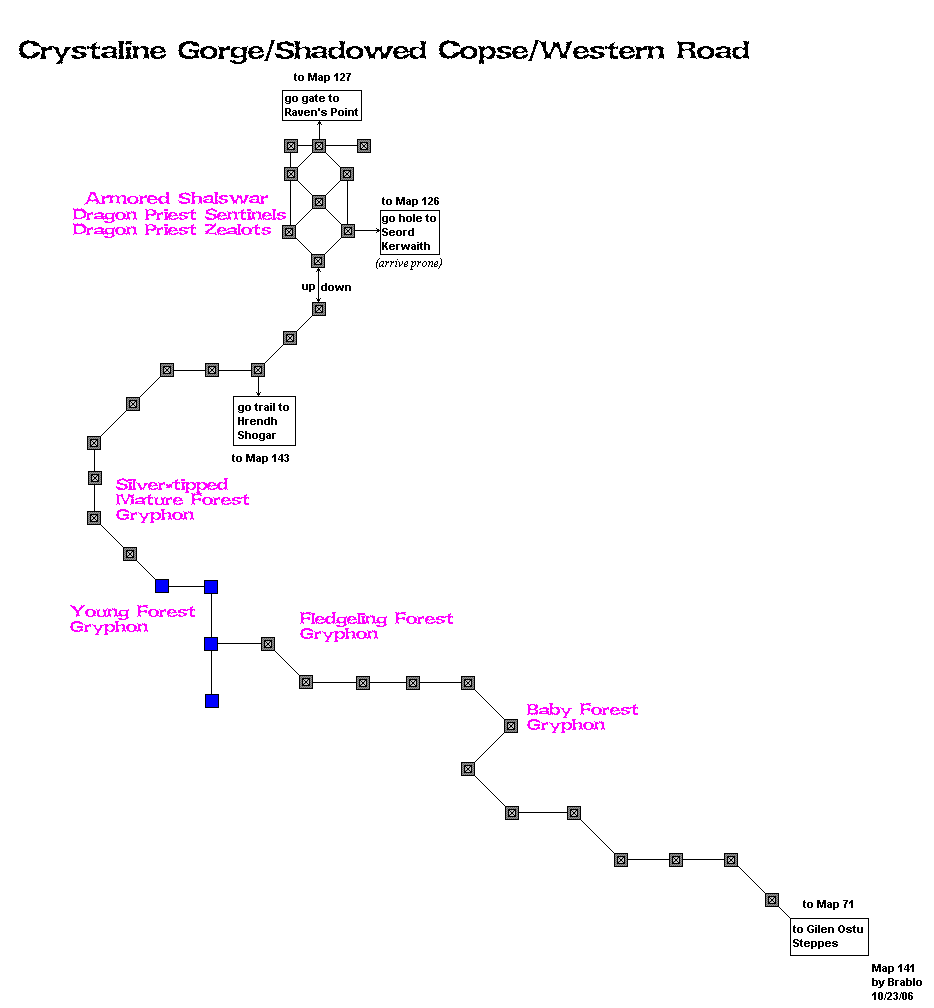 Crystaline Gorge/Shadowed Copse/Western Road
to Map 127
go gate to
Raven's Point
Armored Shalswar
Dragon Priest Sentinels
Dragon Priest Zealots
to Map 126
go hole to
Seord
Kerwaith
(arrive prone)
up down
go trail to
Hrendh
Shogar
to Map 143
Silver-tipped
Mature Forest
Gryphon
Young Forest
Gryphon
Fledgeling Forest
Gryphon
Baby Forest
Gryphon
to Map 71
to Gilen Ostu
Steppes
Map 141
by Brablo
10/23/06